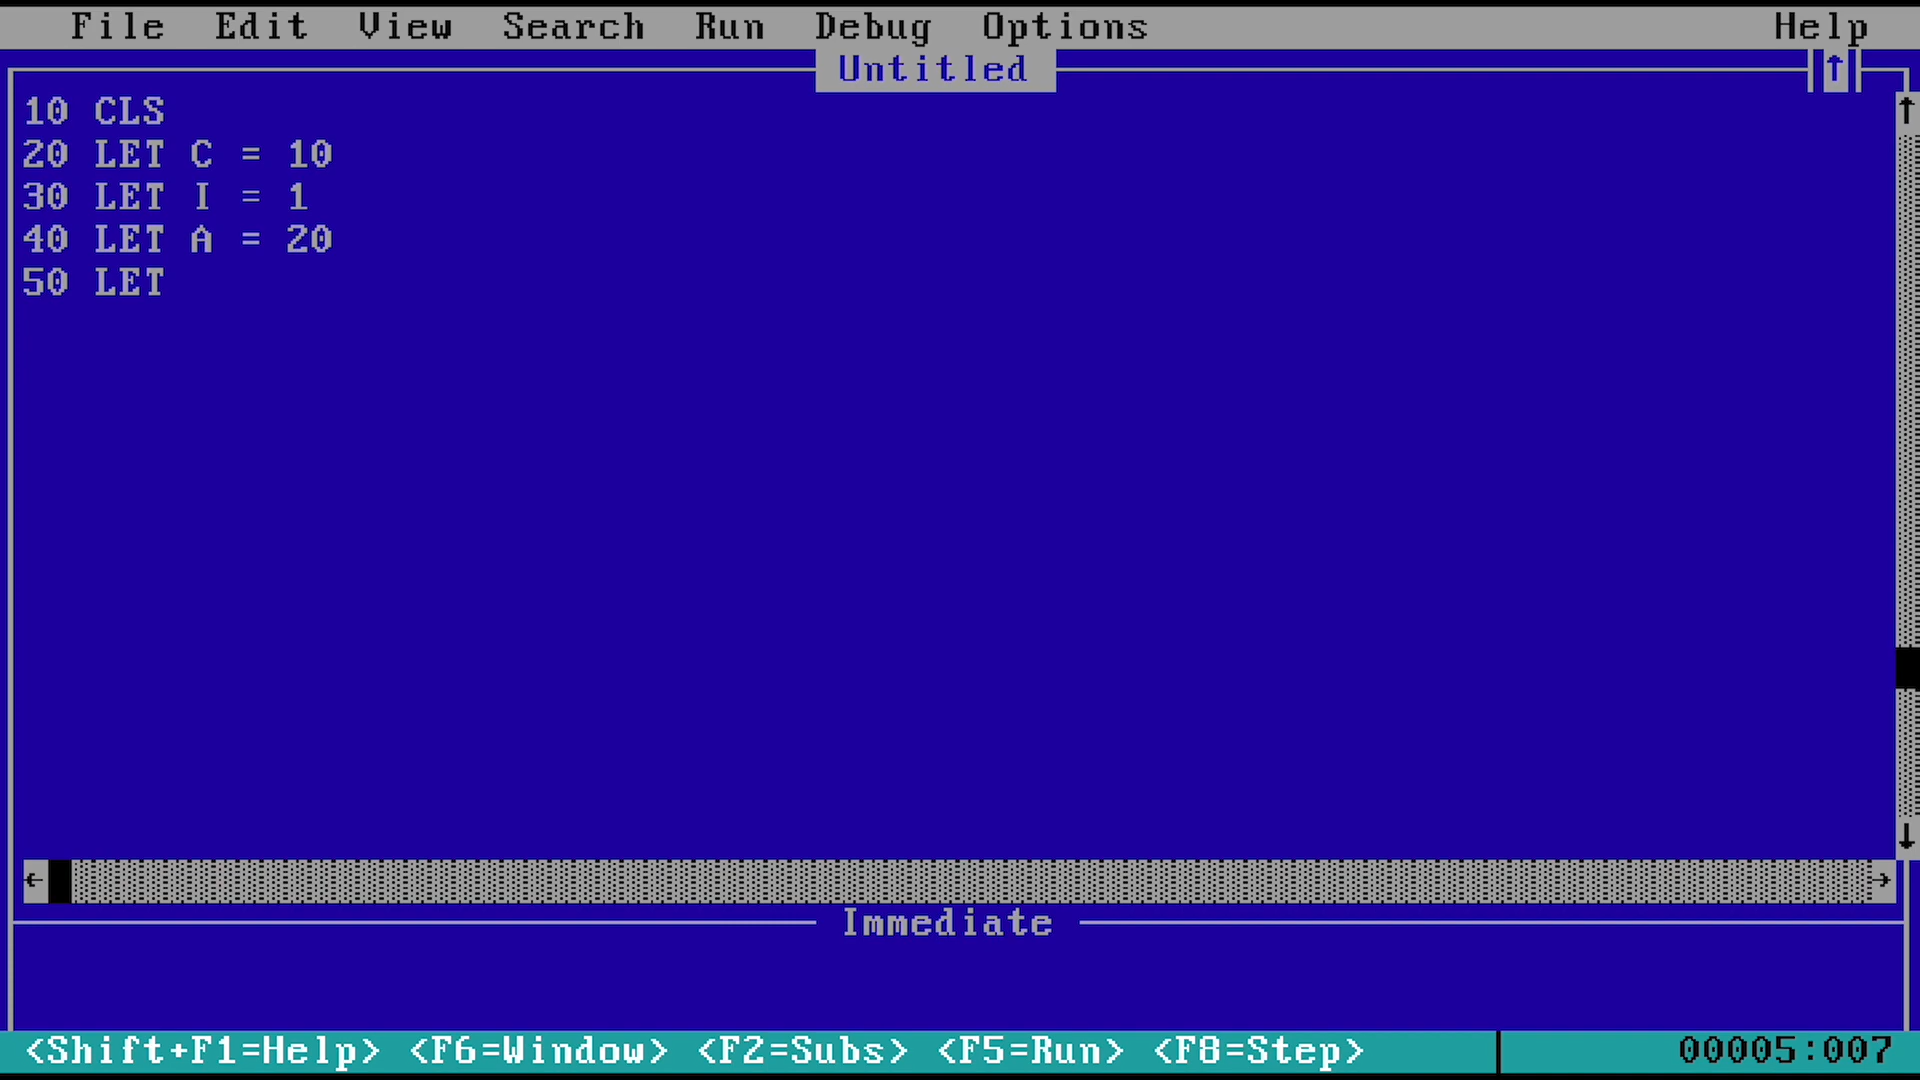 File Edit View Search Run Debug Options Help
Untitled
↑
10 CLS
20 LET C = 10
30 LET I = 1
40 LET A = 20
50 LET
Immediate
<Shift+F1=Help> <F6=Window> <F2=Subs> <F5=Run> <F8=Step> 00005:007